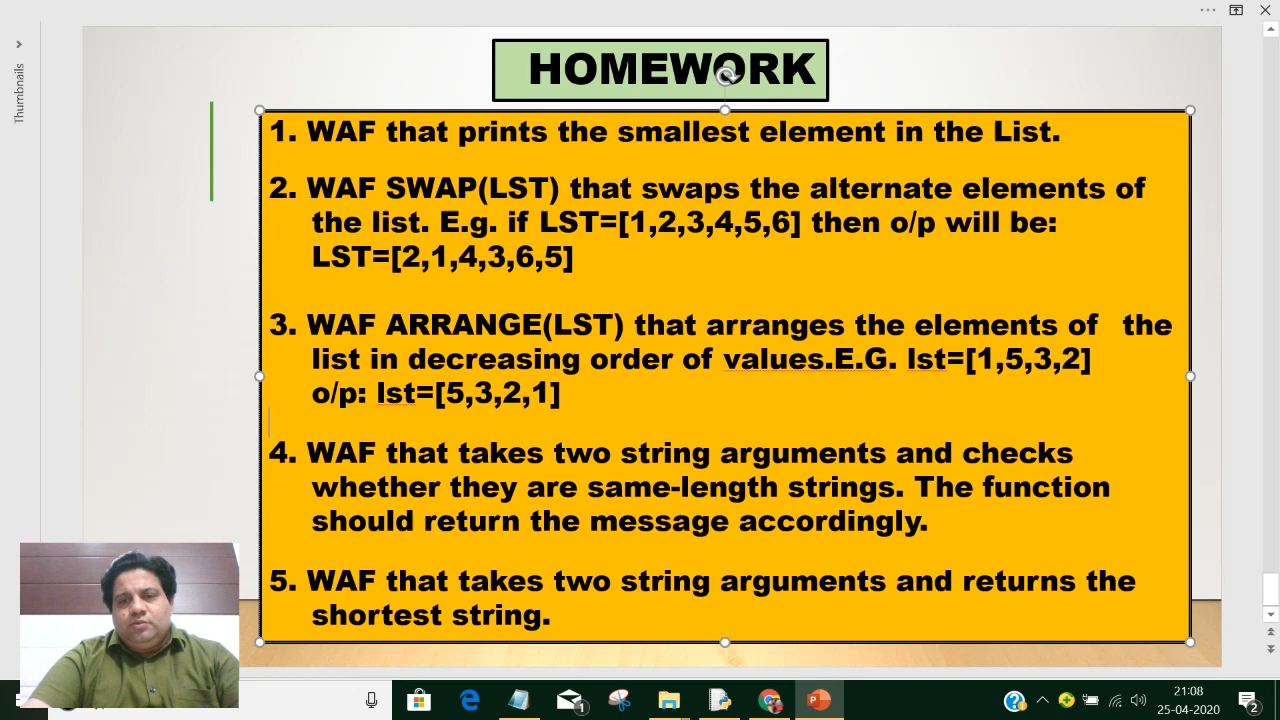 Thumbnails
HOMEWORK
1. WAF that prints the smallest element in the List.
2. WAF SWAP(LST) that swaps the alternate elements of
the list. E.g. if LST=[1,2,3,4,5,6] then o/p will be:
LST=[2,1,4,3,6,5]
3. WAF ARRANGE(LST) that arranges the elements of the
list in decreasing order of values.E.G. lst=[1,5,3,2]
o/p: lst=[5,3,2,1]
4. WAF that takes two string arguments and checks
whether they are same-length strings. The function
should return the message accordingly.
5. WAF that takes two string arguments and returns the
shortest string.
1
21:08
25-04-2020
2